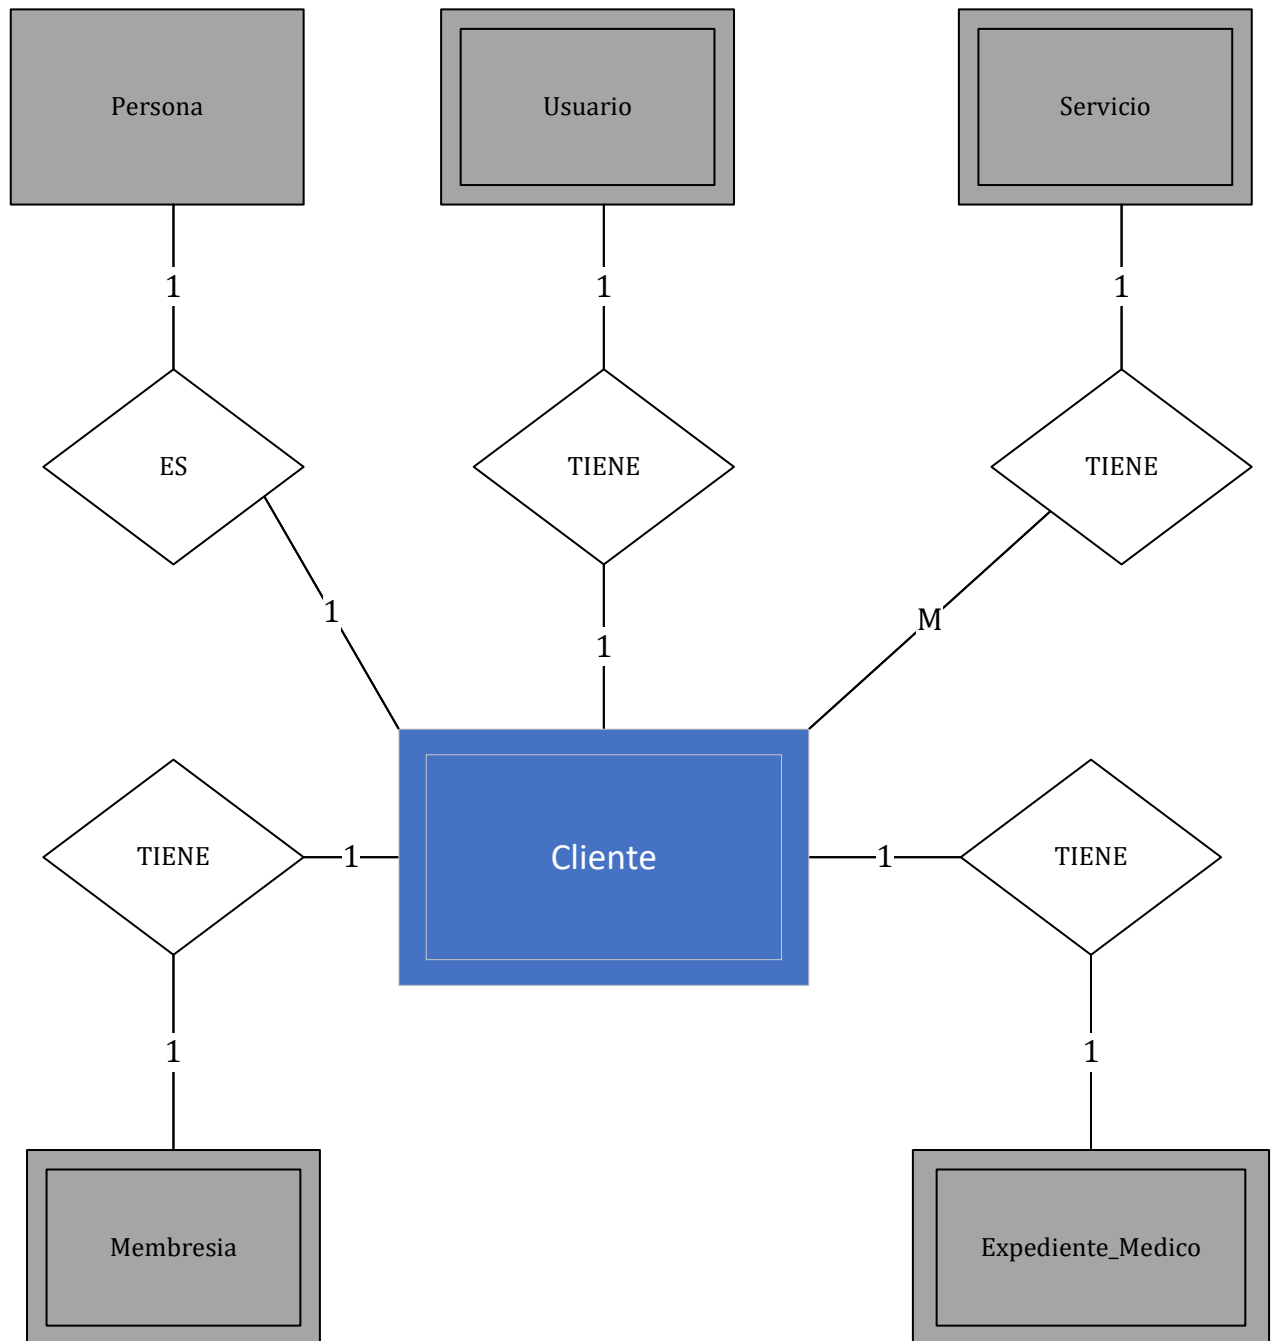 Persona
Usuario
Servicio
1
1
1
ES
TIENE
TIENE
1
1
M
TIENE
1
Cliente
1
TIENE
1
1
Membresia
Expediente_Medico